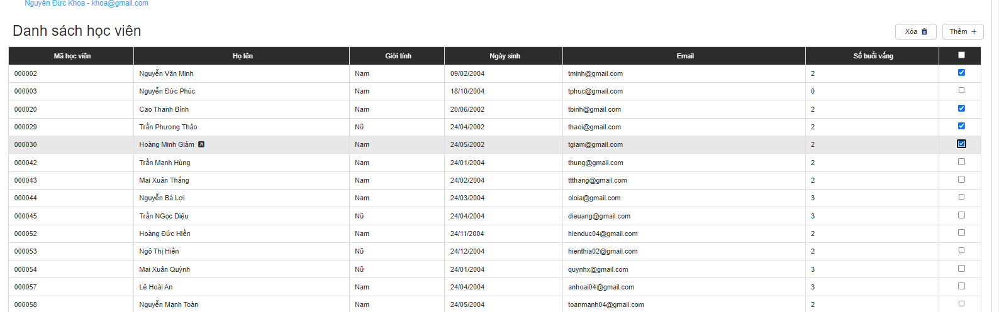 Nguyễn Đức Khoa - khoa@gmail.com
Danh sách học viên
Xóa Thêm
Mã học viên Họ tên Giới tính Ngày sinh Email Số buổi vắng
000002 Nguyễn Văn Minh Nam 09/02/2004 tminh@gmail.com 2
000003 Nguyễn Đức Phúc Nam 18/10/2004 tphuc@gmail.com 0
000020 Cao Thanh Bình Nam 20/06/2002 tbinh@gmail.com 2
000029 Trần Phương Thảo Nữ 24/04/2002 thaoi@gmail.com 2
000030 Hoàng Minh Giám Nam 24/05/2002 tgiam@gmail.com 2
000042 Trần Mạnh Hùng Nam 24/01/2004 thung@gmail.com 2
000043 Mai Xuân Thắng Nam 24/02/2004 ttthang@gmail.com 2
000044 Nguyễn Bá Lợi Nam 24/03/2004 oloia@gmail.com 3
000045 Trần NGọc Diệu Nữ 24/04/2004 dieuang@gmail.com 3
000052 Hoàng Đức HIển Nam 24/11/2004 hienduc04@gmail.com 2
000053 Ngô Thị Hiền Nữ 24/12/2004 hienthia02@gmail.com 2
000054 Mai Xuân Quỳnh Nữ 24/01/2004 quynhx@gmail.com 3
000057 Lê Hoài An Nam 24/04/2004 anhoai04@gmail.com 3
000058 Nguyễn Mạnh Toàn Nam 24/05/2004 toanmanh04@gmail.com 2